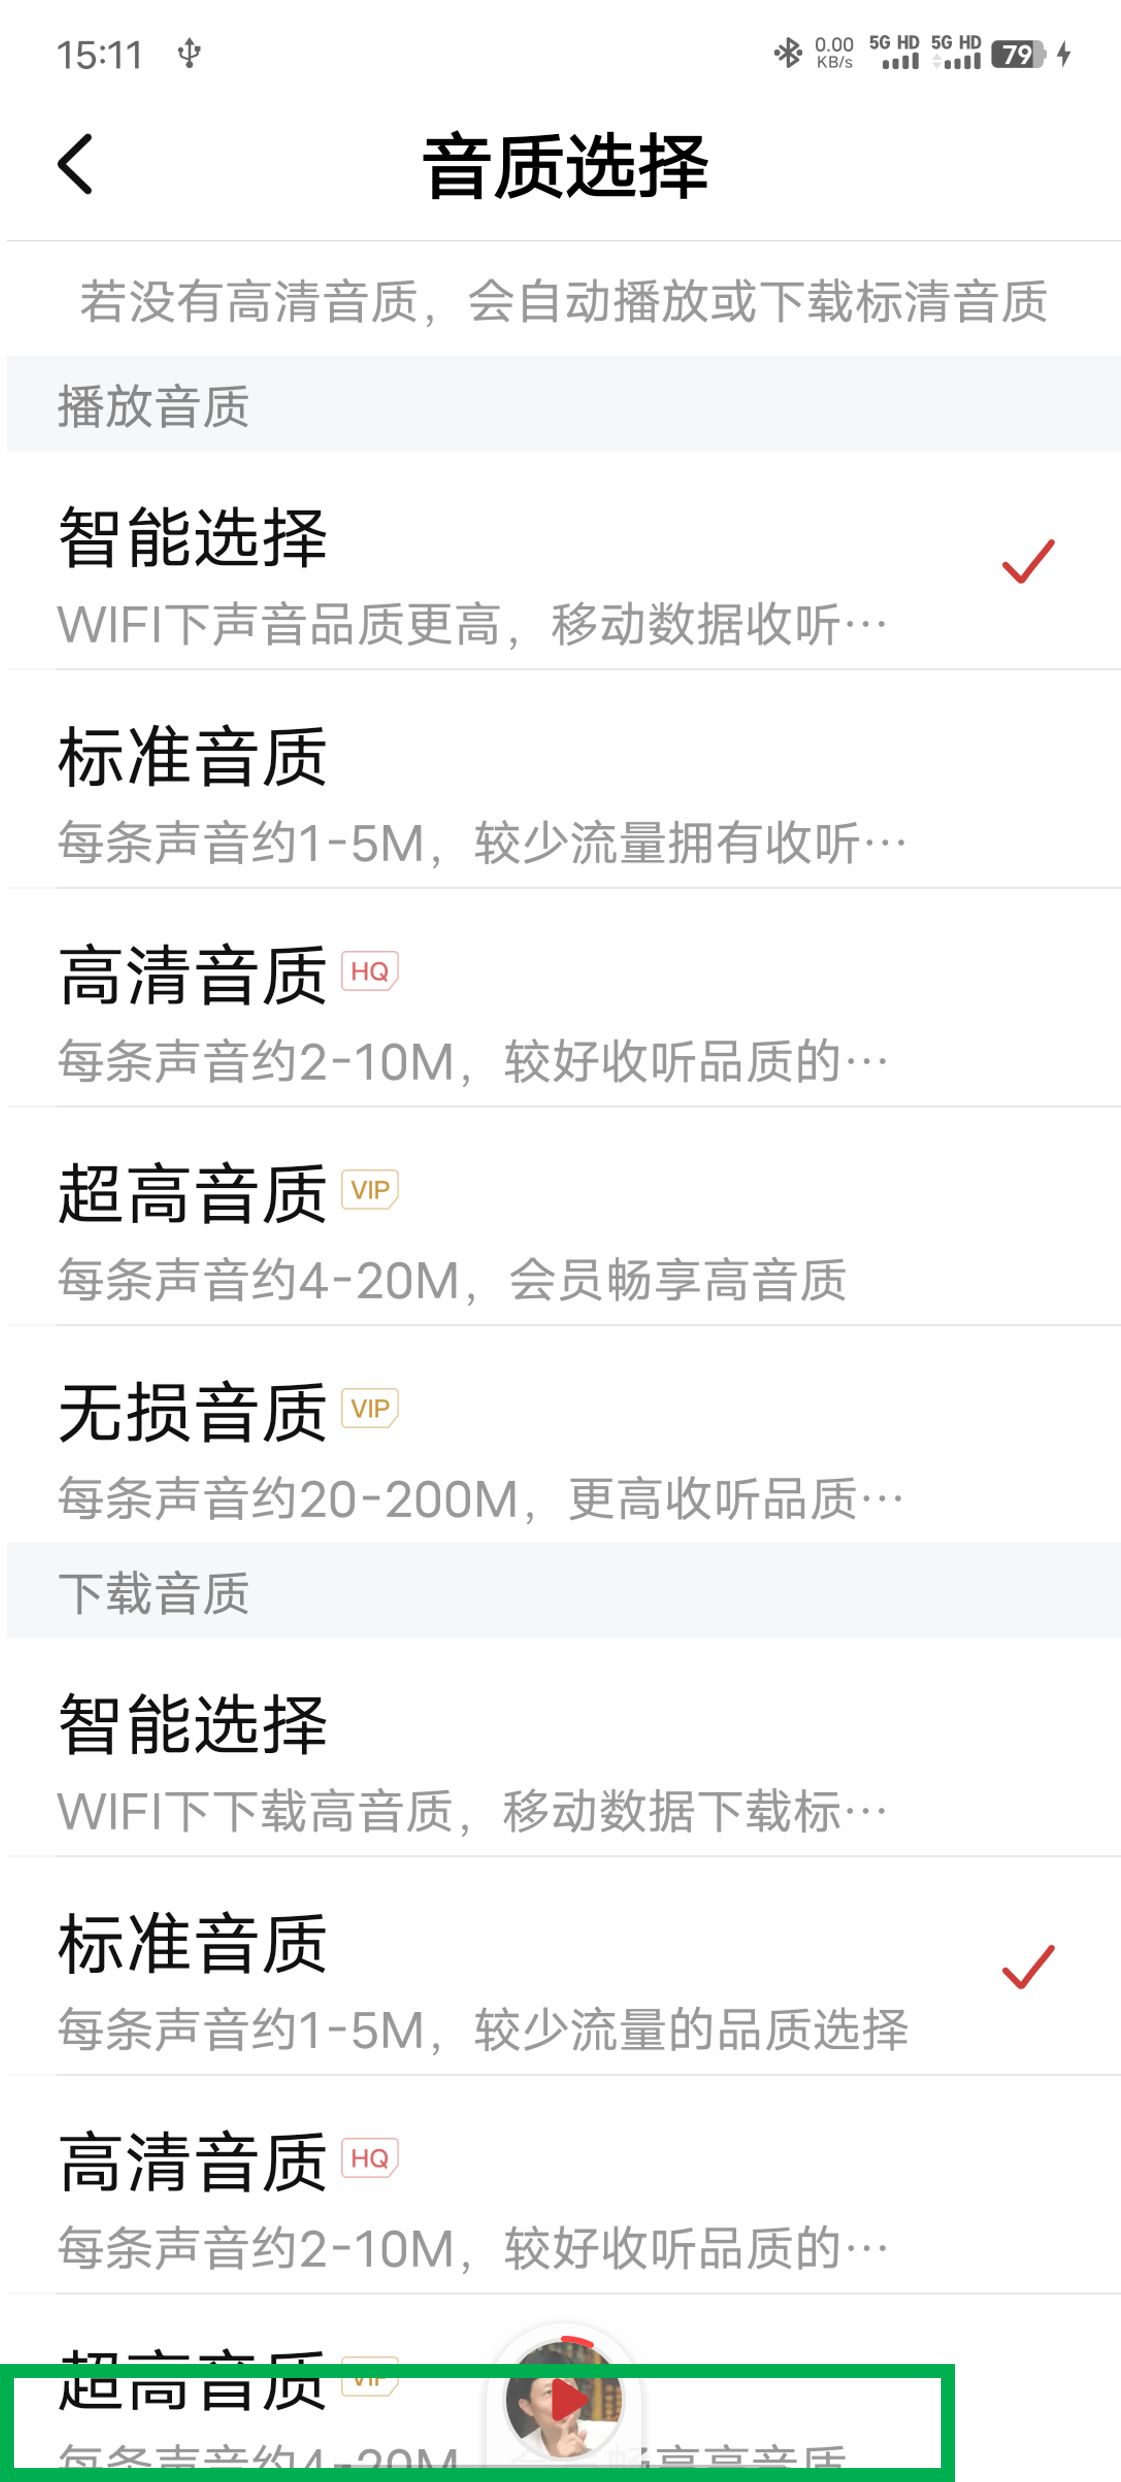 15:11
0.00 KB/s 5G HD 5G HD 79
音质选择
若没有高清音质，会自动播放或下载标清音质
播放音质
智能选择
WIFI下声音品质更高，移动数据收听…
标准音质
每条声音约1-5M，较少流量拥有收听…
高清音质 HQ
每条声音约2-10M，较好收听品质的…
超高音质 VIP
每条声音约4-20M，会员畅享高音质
无损音质 VIP
每条声音约20-200M，更高收听品质…
下载音质
智能选择
WIFI下下载高音质，移动数据下载标…
标准音质
每条声音约1-5M，较少流量的品质选择
高清音质 HQ
每条声音约2-10M，较好收听品质的…
超高音质 VIP
每条声音约4-20M 畅享高音质